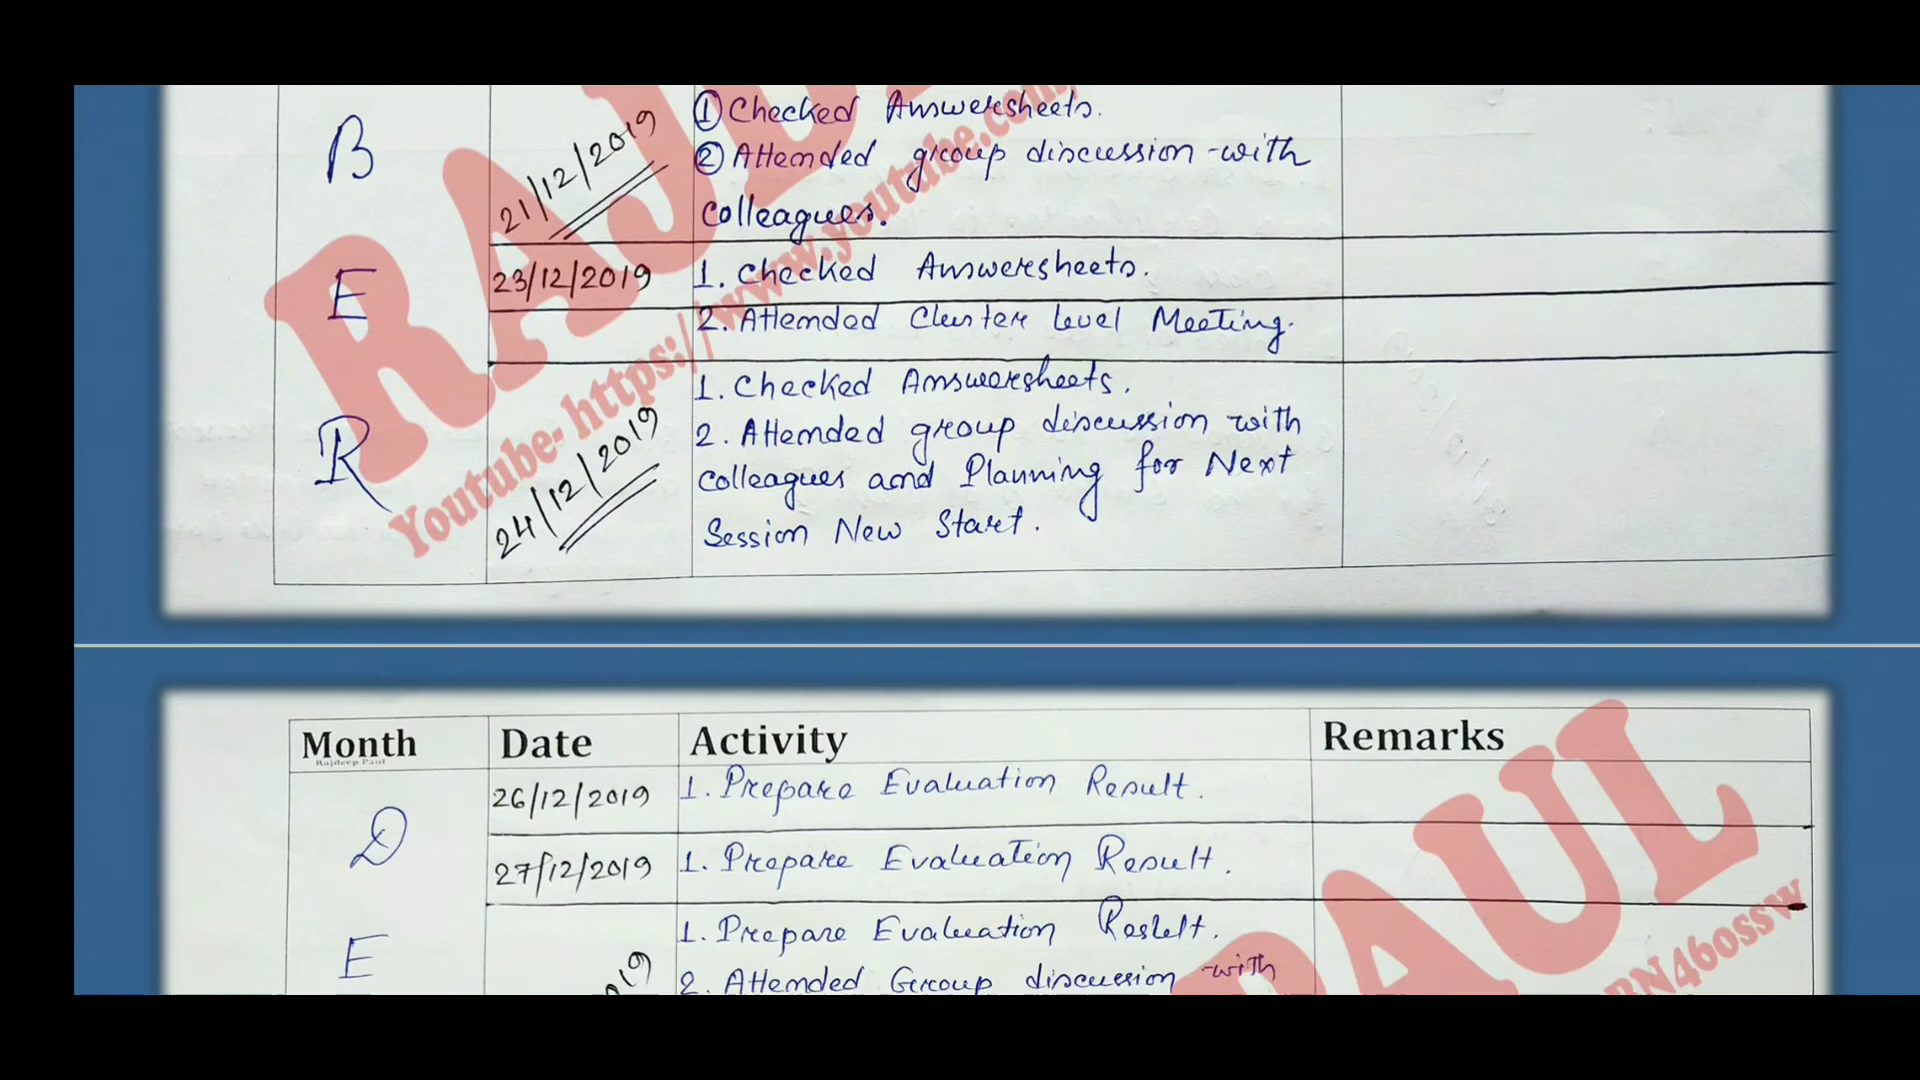 B
21/12/2019
① Checked Answersheets.
② Attended group discussion with
colleagues.
E
23/12/2019
1. Checked Answersheets.
2. Attended Cluster level Meeting.
R
24/12/2019
1. Checked Answersheets.
2. Attended group discussion with
colleagues and Planning for Next
Session New Start.
Youtube- https://www.youtube.com
Month Date Activity Remarks
Rajdeep Paul
D
26/12/2019 1. Prepare Evaluation Result.
27/12/2019 1. Prepare Evaluation Result.
E
1. Prepare Evaluation Result.
2. Attended Group discussion with
PAUL